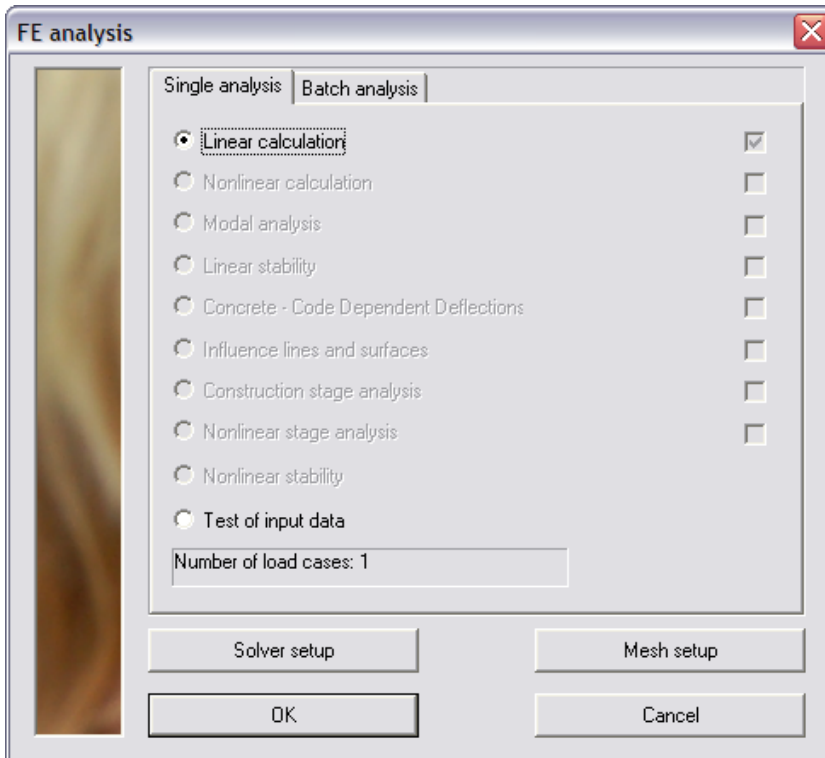 FE analysis
Single analysis
Batch analysis
Linear calculation
Nonlinear calculation
Modal analysis
Linear stability
Concrete - Code Dependent Deflections
Influence lines and surfaces
Construction stage analysis
Nonlinear stage analysis
Nonlinear stability
Test of input data
Number of load cases: 1
Solver setup
Mesh setup
OK
Cancel